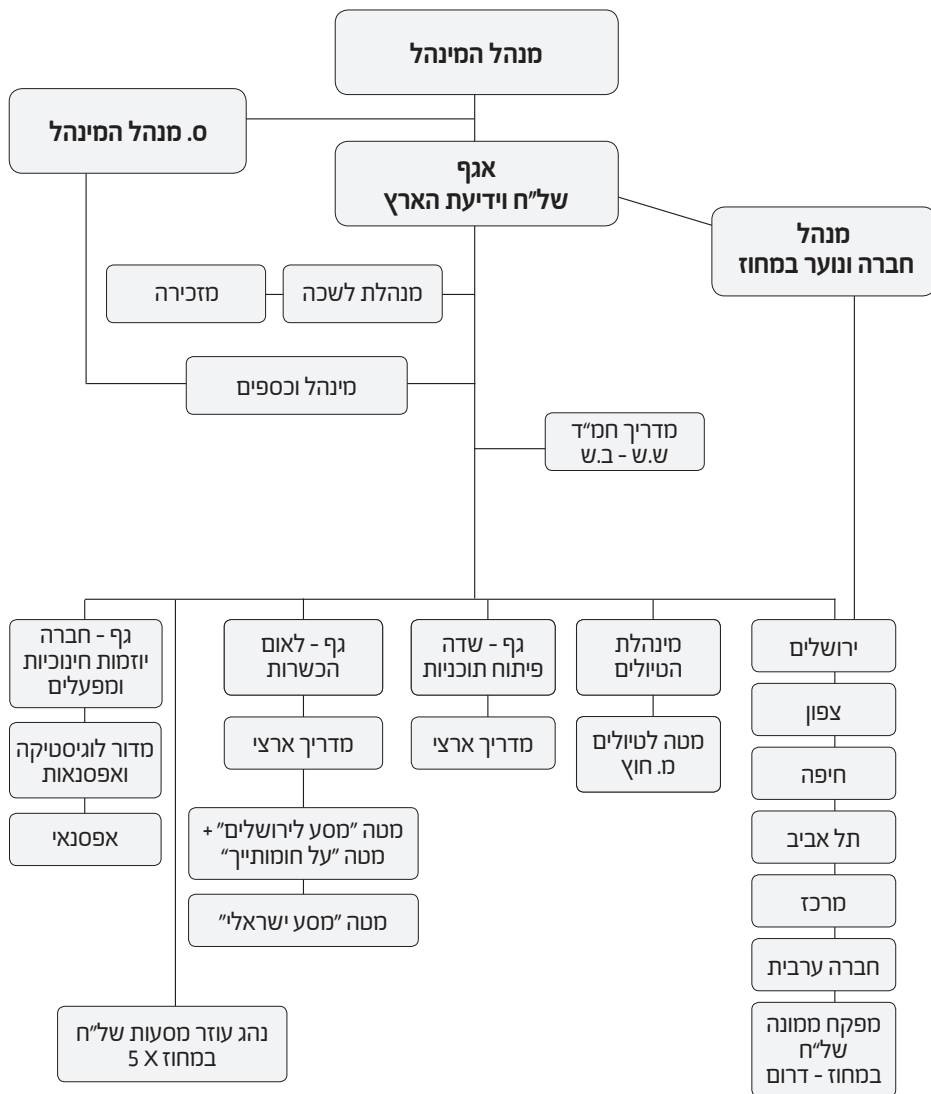 מנהל המינהל
ס. מנהל המינהל
אגף
של״ח וידיעת הארץ
מנהל
חברה ונוער במחוז
מנהלת לשכה
מזכירה
מינהל וכספים
מדריך חמ״ד
ש.ש - ב.ש
ירושלים
צפון
חיפה
תל אביב
מרכז
חברה ערבית
מפקח ממונה
של״ח
במחוז - דרום
מינהלת
הטיולים
מטה לטיולים
מ. חוץ
גף - שדה
פיתוח תוכניות
מדריך ארצי
גף - לאום
הכשרות
מדריך ארצי
מטה ״מסע לירושלים״ +
מטה ״על חומותייך״
מטה ״מסע ישראלי״
נהג עוזר מסעות של״ח
במחוז X 5
גף - חברה
יוזמות חינוכיות
ומפעלים
מדור לוגיסטיקה
ואפסנאות
אפסנאי